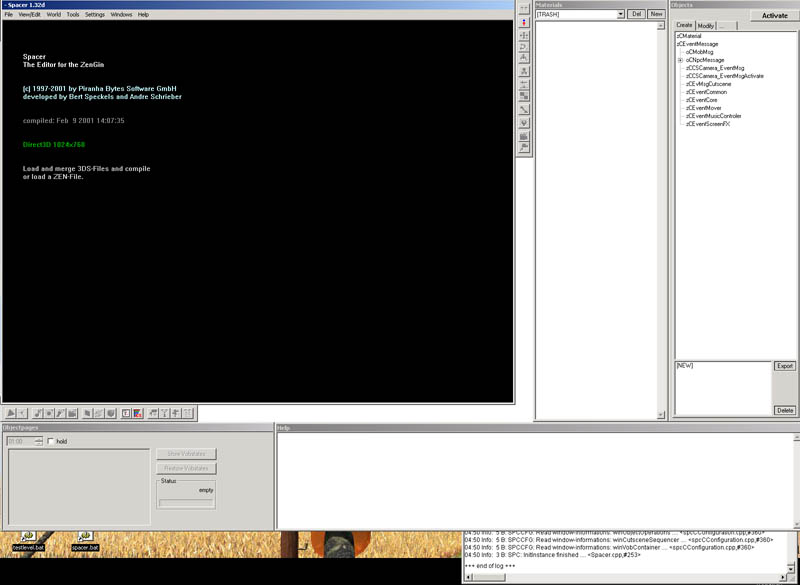 - Spacer 1.32d
File View/Edit World Tools Settings Windows Help
Spacer
The Editor for the ZenGin
(c) 1997-2001 by Piranha Bytes Software GmbH
developed by Bert Speckels and Andre Schrieber
compiled: Feb 9 2001 14:07:35
Direct3D 1024x768
Load and merge 3DS-Files and compile
or load a ZEN-File.
Materials
[TRASH] Del New
Objects
Activate
Create Modify ...
zCMaterial
zCEventMessage
oCMobMsg
oCNpcMessage
zCCSCamera_EventMsg
zCCSCamera_EventMsgActivate
zCEvMsgCutscene
zCEventCommon
zCEventCore
zCEventMover
zCEventMusicControler
zCEventScreenFX
[NEW] Export
Delete
Objectpages
01:00 hold
Store Vobstates
Restore Vobstates
Status
empty
Help
testlevel.bat spacer.bat
04:50 Info: 5 B: SPCCFG: Read window-informations: winObjectOperations ... <spcCConfiguration.cpp,#360>
04:50 Info: 5 B: SPCCFG: Read window-informations: winCutsceneSequencer ... <spcCConfiguration.cpp,#360>
04:50 Info: 5 B: SPCCFG: Read window-informations: winVobContainer ... <spcCConfiguration.cpp,#360>
04:50 Info: 3 B: SPC: InitInstance finished ... <Spacer.cpp,#253>
+++ end of log +++